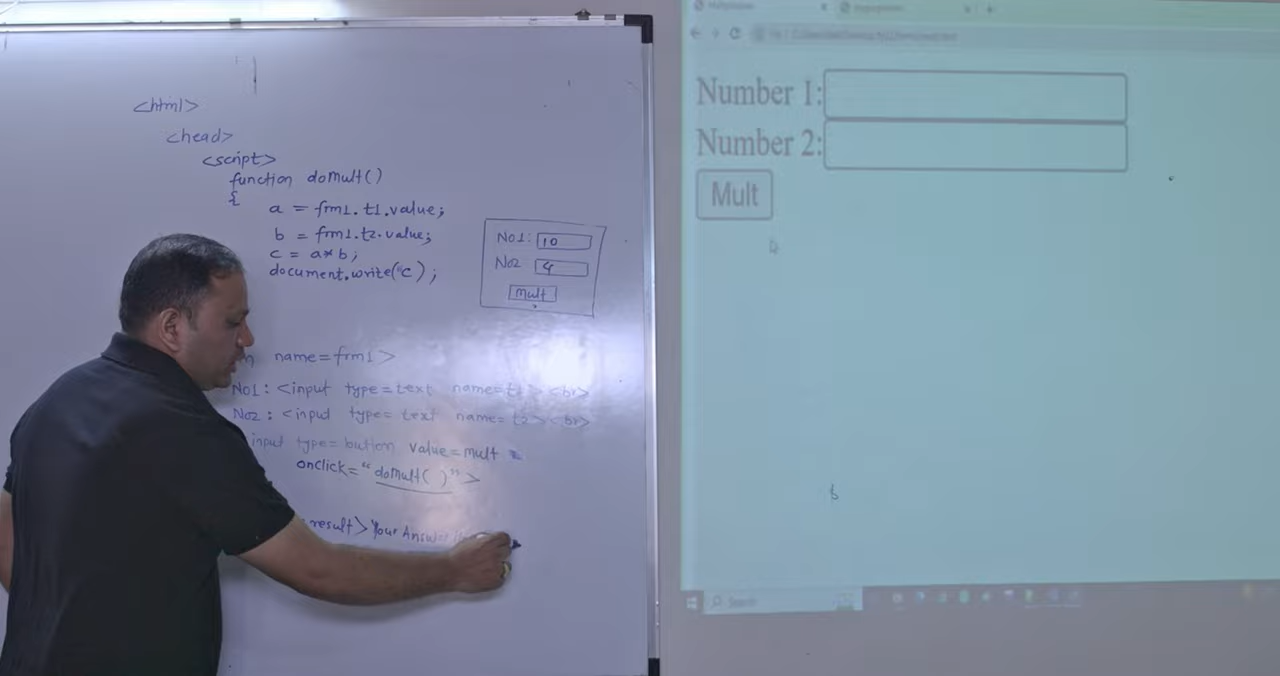 <html>
<head>
<script>
function doMult()
{
a = frm1.t1.value;
b = frm1.t2.value;
c = a*b;
document.write("c);
No1: 10
No2 4
Mult
name=frm1>
No1: <input type=text name=t1><br>
No2: <input type=text name=t2><br>
input type=button value=mult
onclick="doMult( )">
result>Your Answer
Number 1:
Number 2:
Mult
Search